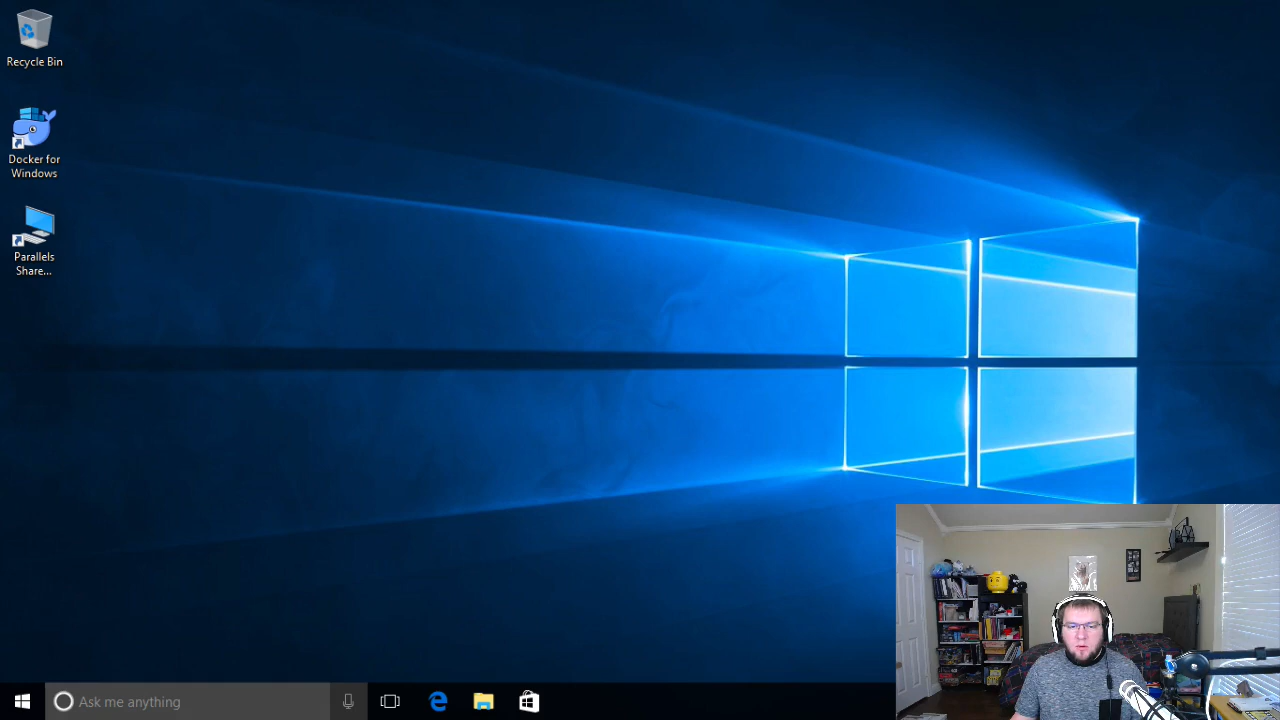 Recycle Bin
Docker for
Windows
Parallels
Share...
Ask me anything